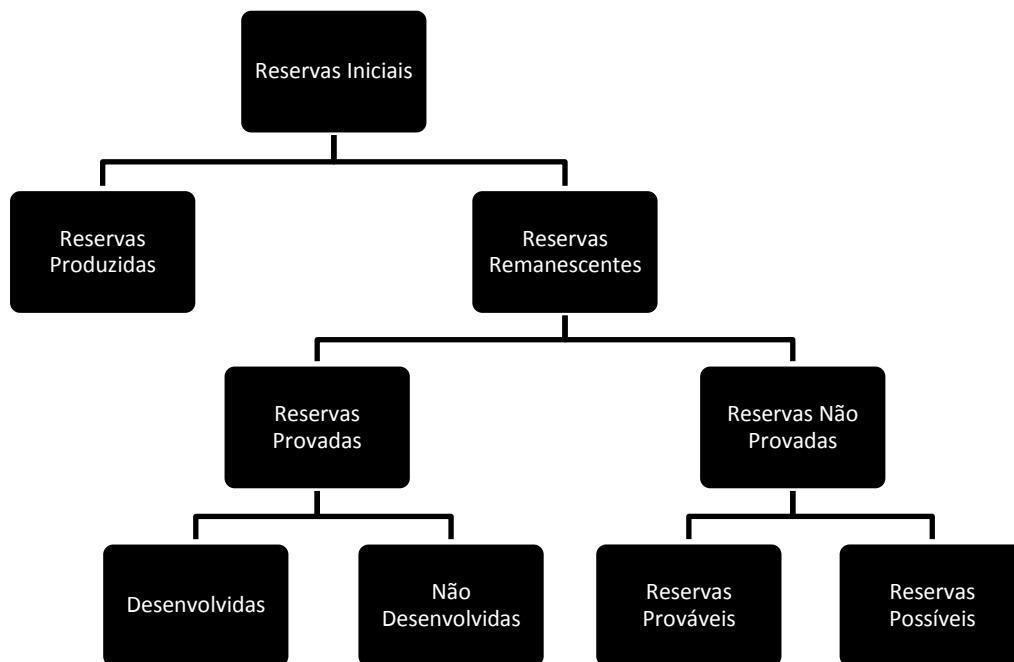 Reservas Iniciais
Reservas
Produzidas
Reservas
Remanescentes
Reservas
Provadas
Reservas Não
Provadas
Desenvolvidas
Não
Desenvolvidas
Reservas
Prováveis
Reservas
Possíveis